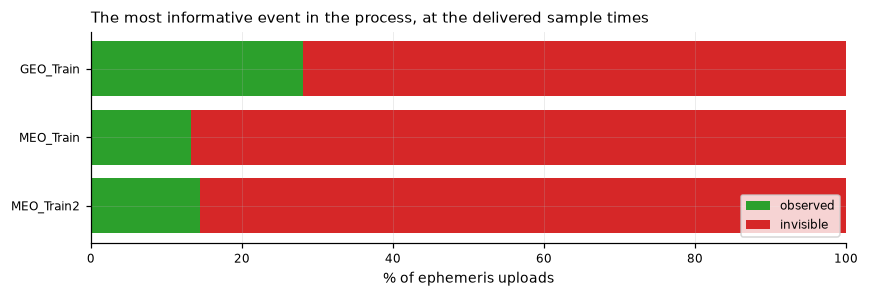 The most informative event in the process, at the delivered sample times
GEO_Train
MEO_Train
MEO_Train2
observed
invisible
0 20 40 60 80 100
% of ephemeris uploads